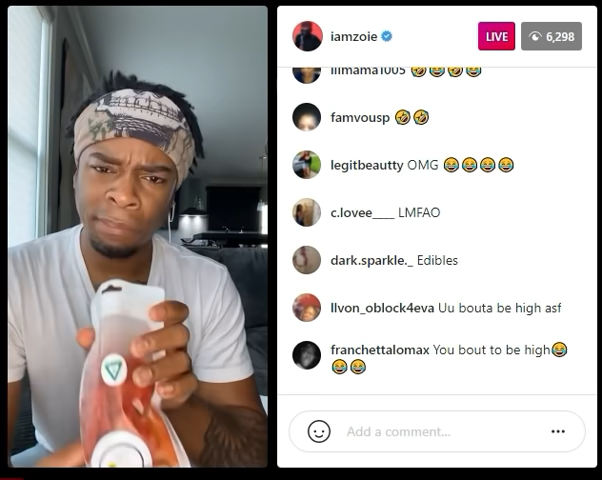 iamzoie
LIVE
6,298
lilmama1005 🤣😂🤣😂
famvousp 🤣🤣
legitbeautty OMG 😂😂😂😂
c.lovee____ LMFAO
dark.sparkle._ Edibles
llvon_oblock4eva Uu bouta be high asf
franchettalomax You bout to be high😂
😂😂
Add a comment...